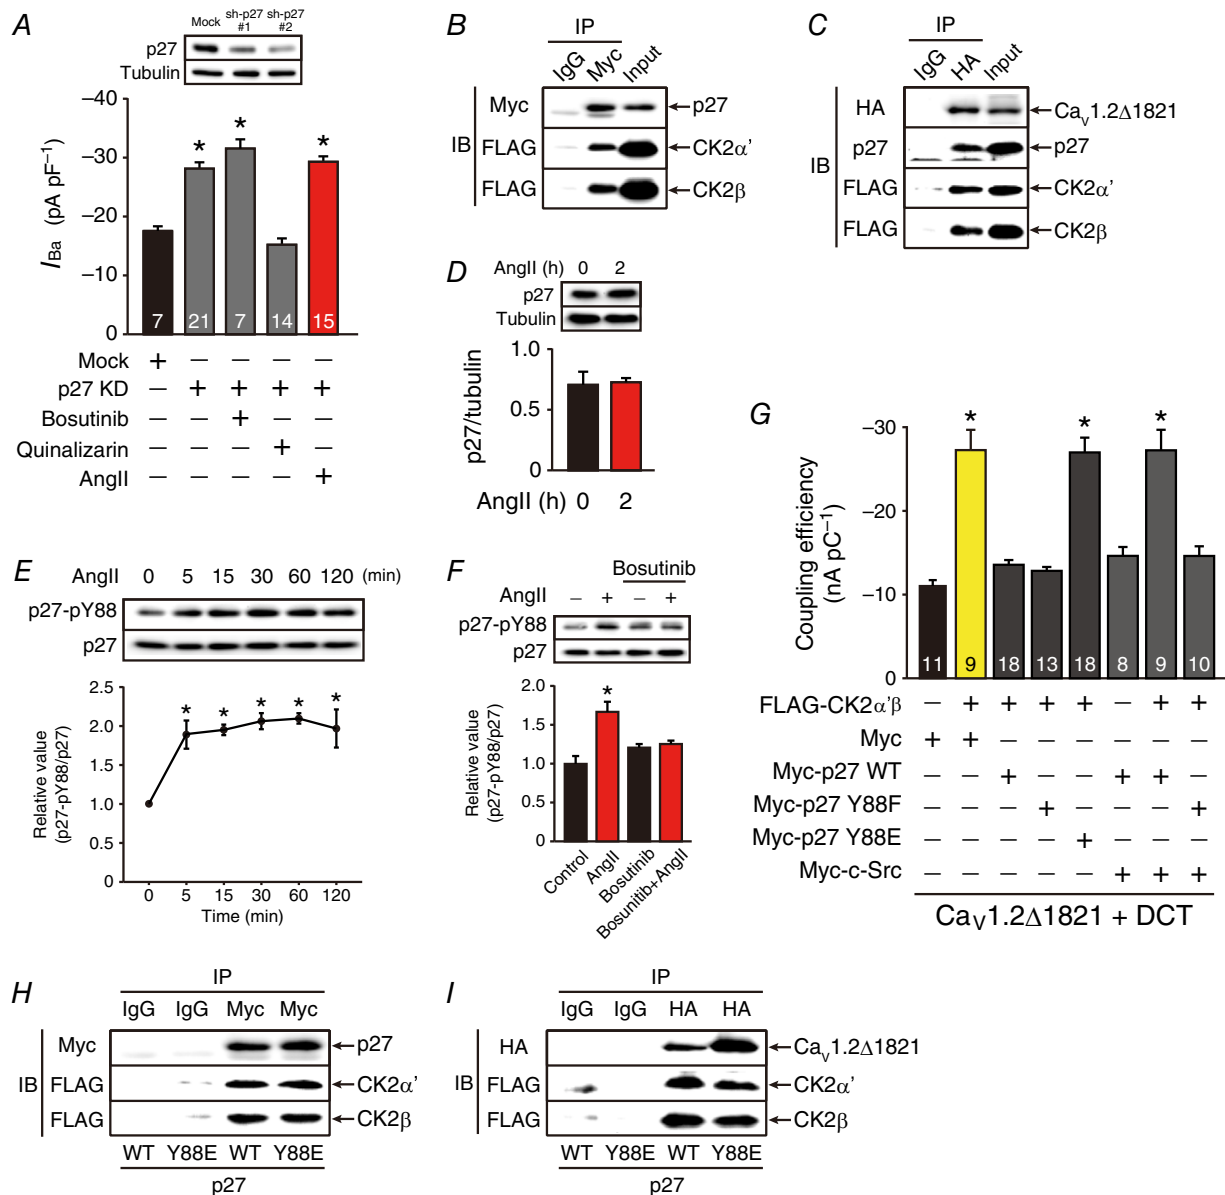 A
Mock
sh-p27 #1
sh-p27 #2
p27
Tubulin
–40
–30
–20
–10
0
I_Ba (pA pF⁻¹)
* * *
7 21 7 14 15
Mock + – – – –
p27 KD – + + + +
Bosutinib – – + – –
Quinalizarin – – – + –
AngII – – – – +
B
IP
IgG Myc Input
IB
Myc p27
FLAG CK2α'
FLAG CK2β
C
IP
IgG HA Input
IB
HA Ca_V1.2Δ1821
p27 p27
FLAG CK2α'
FLAG CK2β
D
AngII (h) 0 2
p27
Tubulin
1.0
0.5
0
p27/tubulin
AngII (h) 0 2
E
AngII 0 5 15 30 60 120 (min)
p27-pY88
p27
2.5
2.0
1.5
1.0
0.5
0
Relative value
(p27-pY88/p27)
* * * * *
0 5 15 30 60 120
Time (min)
F
Bosutinib
AngII – + – +
p27-pY88
p27
2.0
1.5
1.0
0.5
0
Relative value
(p27-pY88/p27)
*
Control
AngII
Bosutinib
Bosunitib+AngII
G
–30
–20
–10
0
Coupling efficiency
(nA pC⁻¹)
* * *
11 9 18 13 18 8 9 10
FLAG-CK2α'β – + + + + – + +
Myc + + – – – – – –
Myc-p27 WT – – + – – + + –
Myc-p27 Y88F – – – + – – – +
Myc-p27 Y88E – – – – + – – –
Myc-c-Src – – – – – + + +
Ca_V1.2Δ1821 + DCT
H
IP
IgG IgG Myc Myc
IB
Myc p27
FLAG CK2α'
FLAG CK2β
WT Y88E WT Y88E
p27
I
IP
IgG IgG HA HA
IB
HA Ca_V1.2Δ1821
FLAG CK2α'
FLAG CK2β
WT Y88E WT Y88E
p27